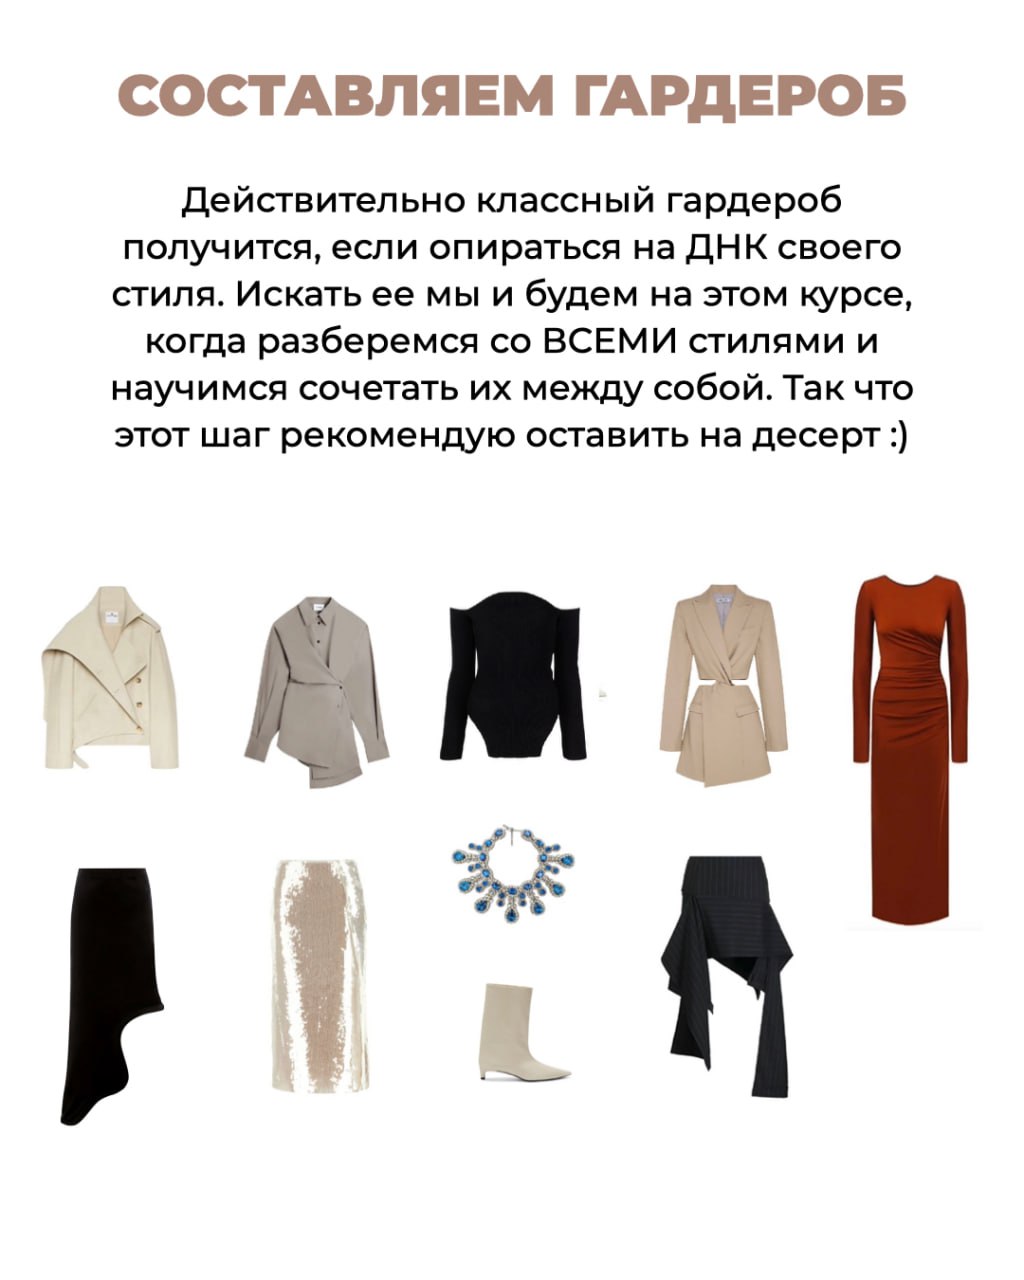 СОСТАВЛЯЕМ ГАРДЕРОБ
Действительно классный гардероб
получится, если опираться на ДНК своего
стиля. Искать ее мы и будем на этом курсе,
когда разберемся со ВСЕМИ стилями и
научимся сочетать их между собой. Так что
этот шаг рекомендую оставить на десерт :)